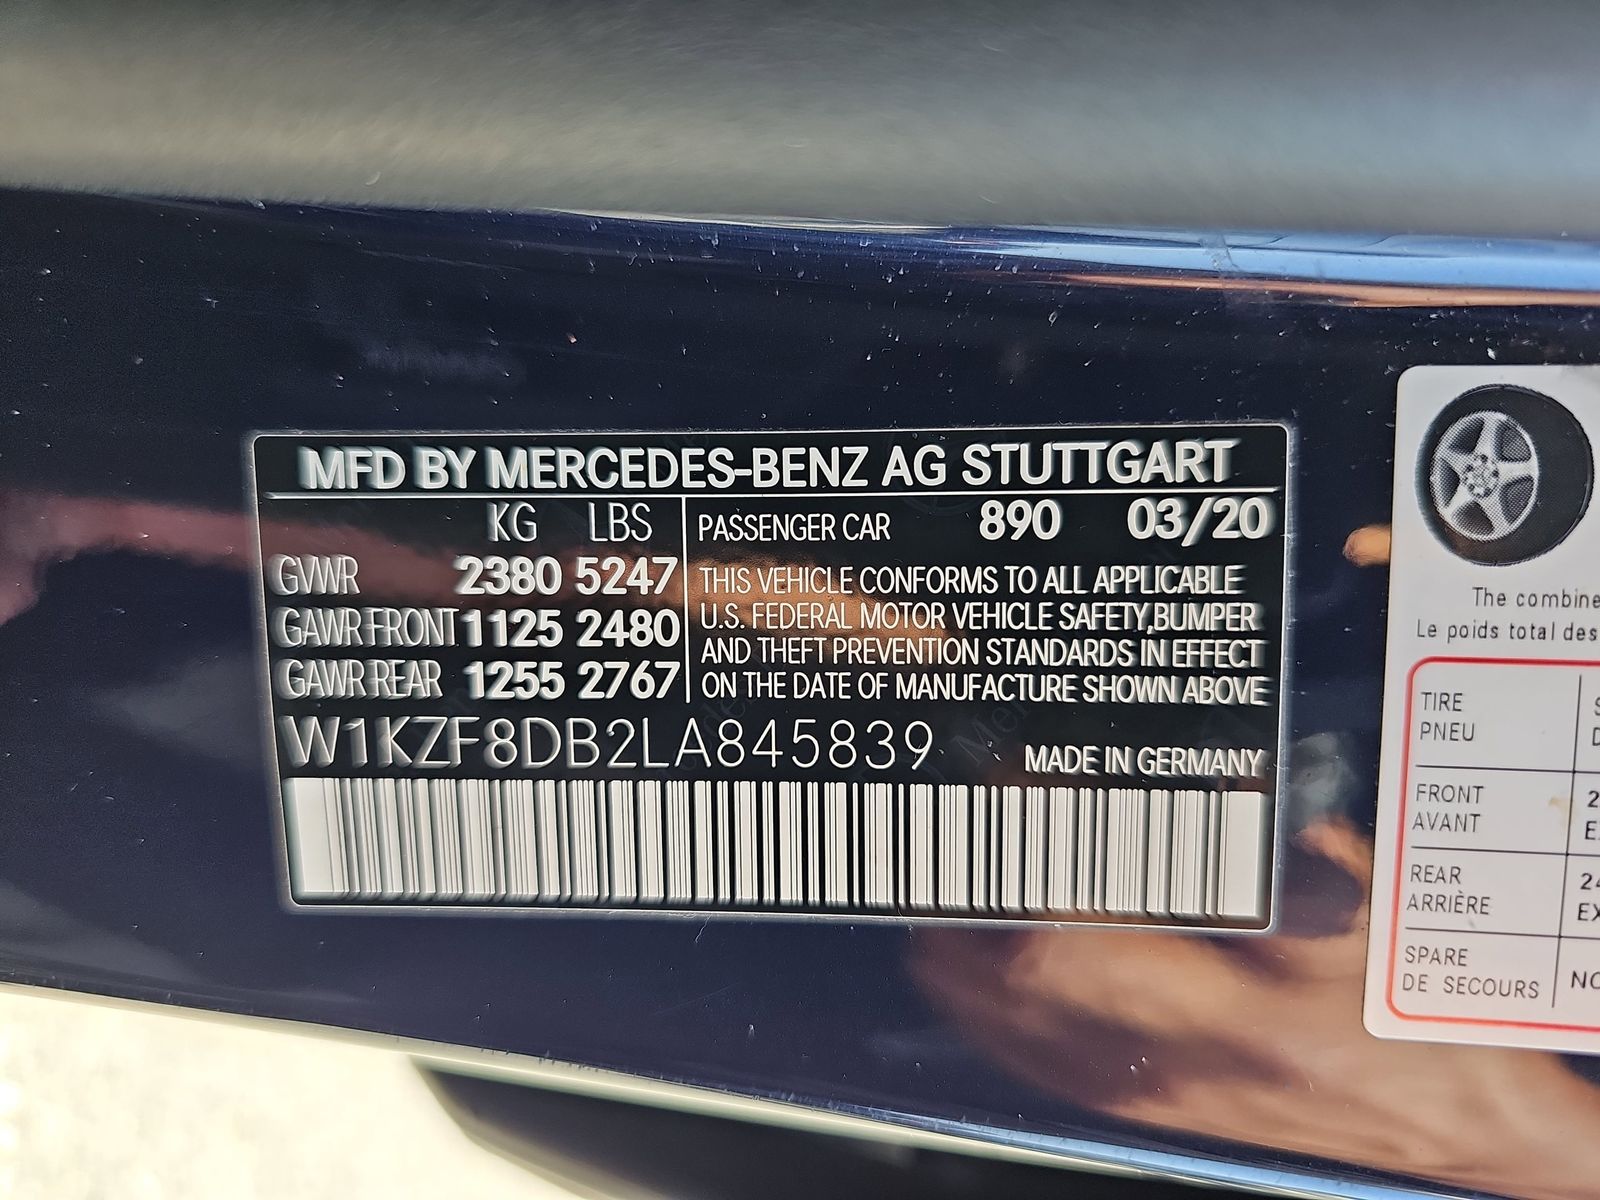 MFD BY MERCEDES-BENZ AG STUTTGART
KG LBS
GVWR 2380 5247
GAWR FRONT 1125 2480
GAWR REAR 1255 2767
PASSENGER CAR 890 03/20
THIS VEHICLE CONFORMS TO ALL APPLICABLE
U.S. FEDERAL MOTOR VEHICLE SAFETY,BUMPER
AND THEFT PREVENTION STANDARDS IN EFFECT
ON THE DATE OF MANUFACTURE SHOWN ABOVE
W1KZF8DB2LA845839
MADE IN GERMANY
The combine
Le poids total des
TIRE
PNEU
FRONT
AVANT
REAR
ARRIÈRE
SPARE
DE SECOURS